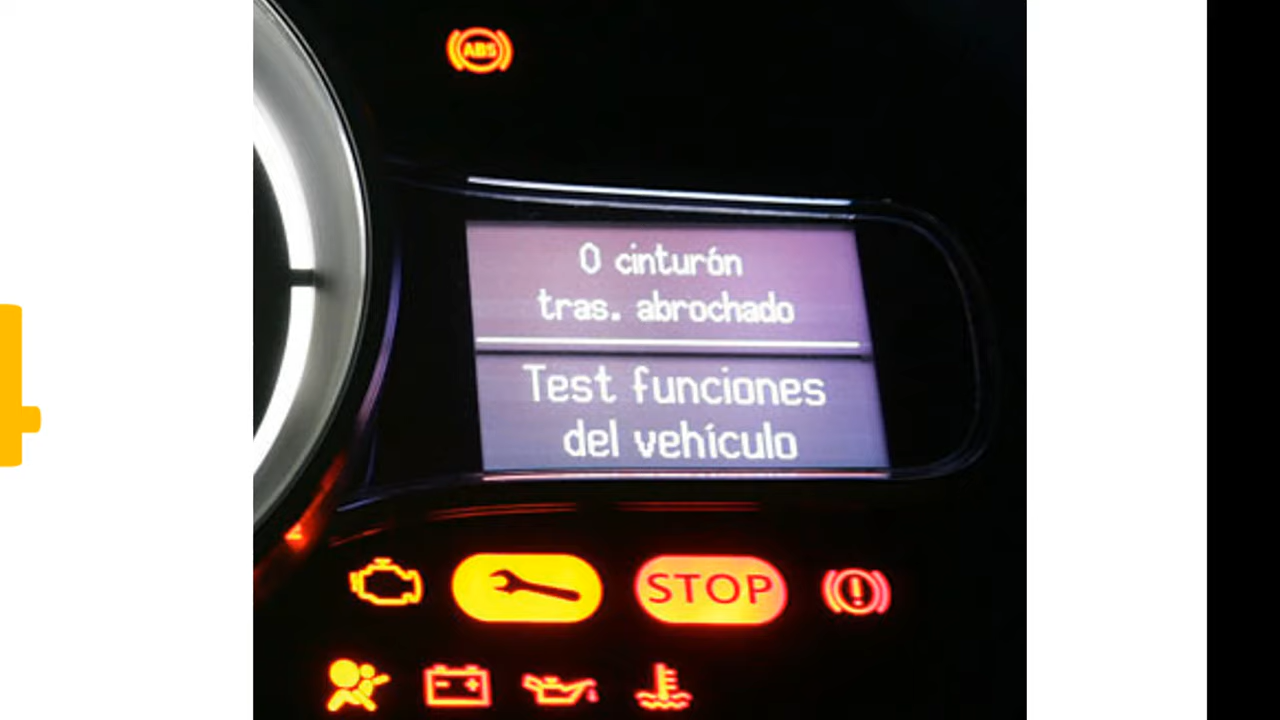 ABS
0 cinturón
tras. abrochado
Test funciones
del vehículo
STOP